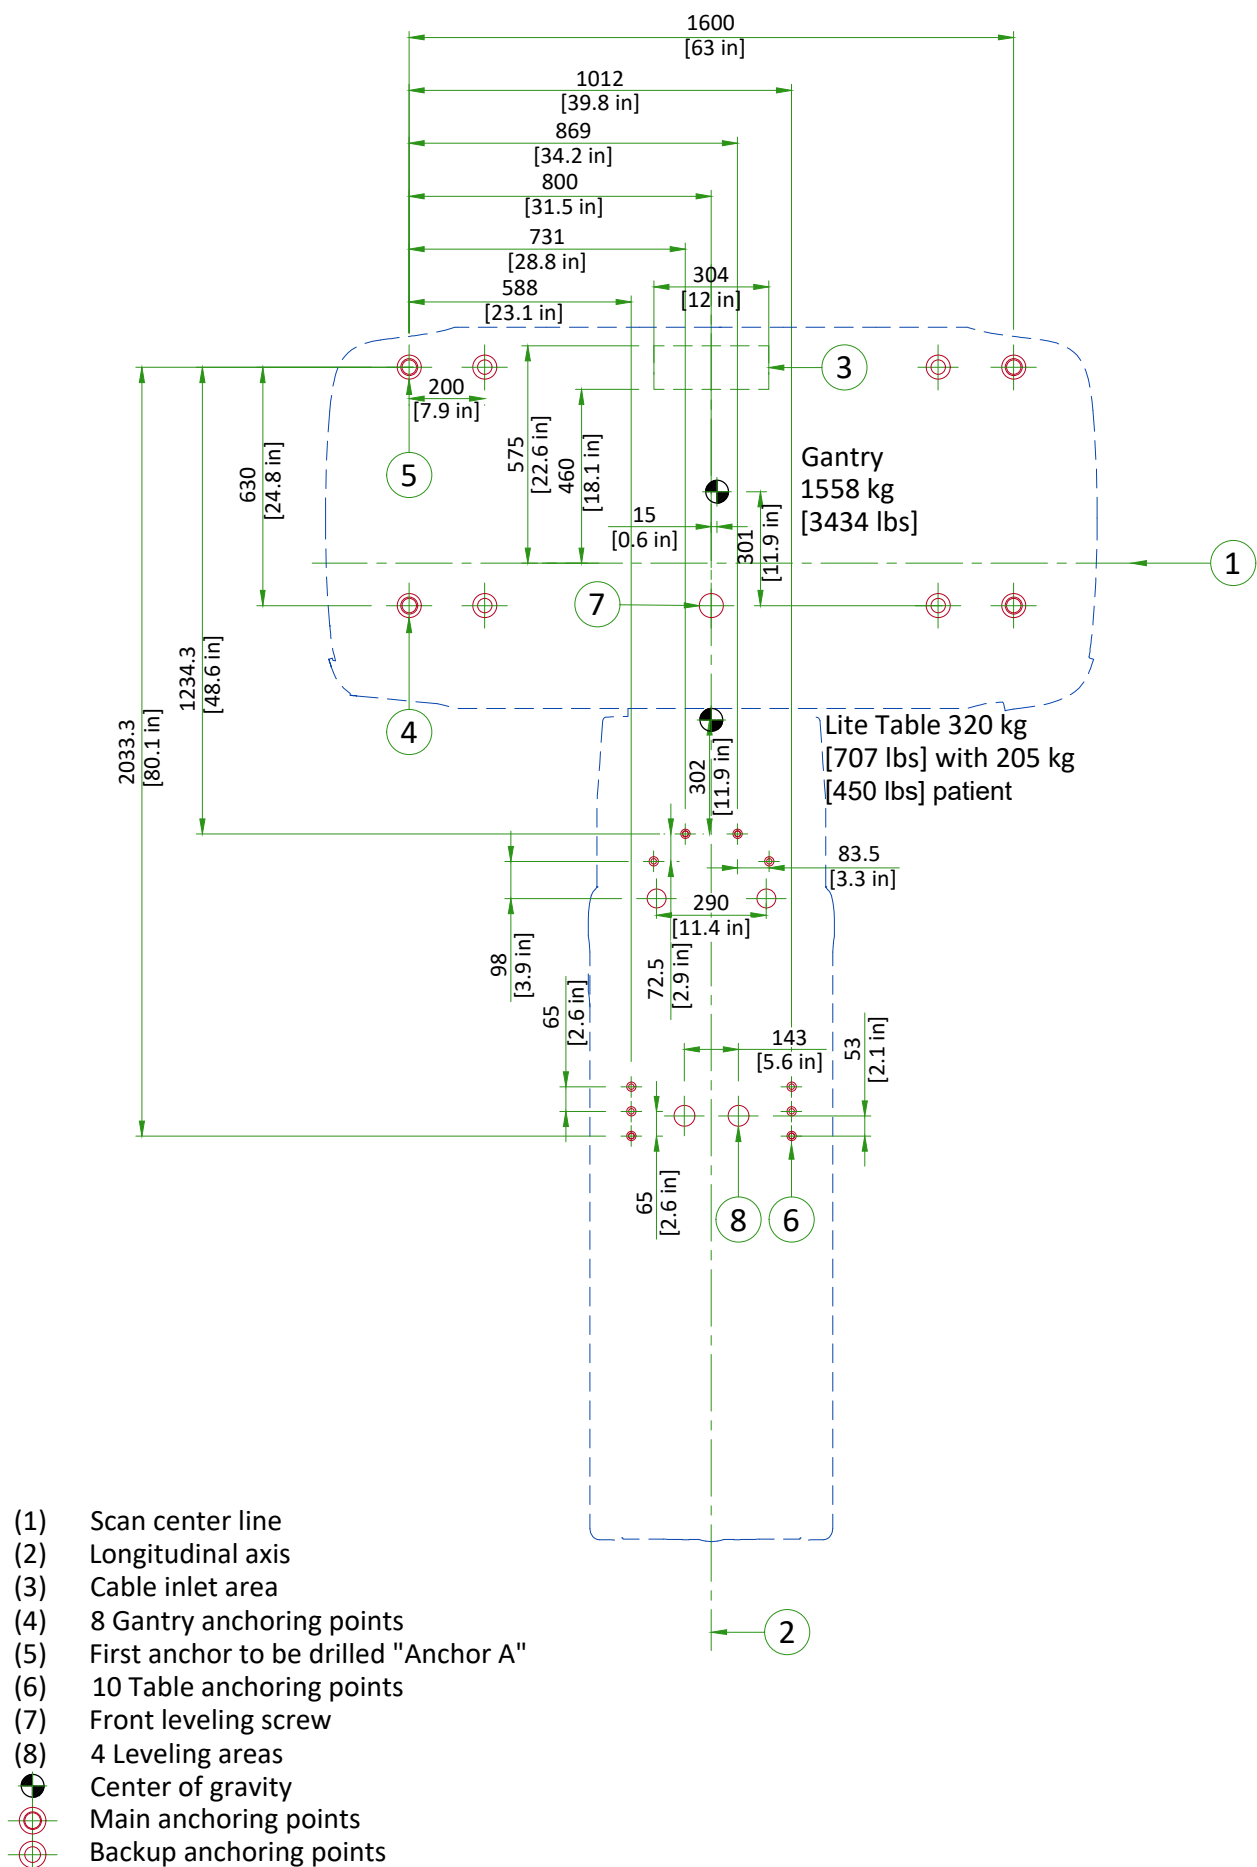 1600
[63 in]
1012
[39.8 in]
869
[34.2 in]
800
[31.5 in]
731
[28.8 in]
588
[23.1 in]
304
[12 in]
3
200
[7.9 in]
5
575
[22.6 in]
460
[18.1 in]
630
[24.8 in]
Gantry
1558 kg
[3434 lbs]
15
[0.6 in]
301
[11.9 in]
1
7
1234.3
[48.6 in]
2033.3
[80.1 in]
4
Lite Table 320 kg
[707 lbs] with 205 kg
[450 lbs] patient
302
[11.9 in]
83.5
[3.3 in]
290
[11.4 in]
98
[3.9 in]
72.5
[2.9 in]
65
[2.6 in]
143
[5.6 in]
53
[2.1 in]
65
[2.6 in]
8
6
2
(1) Scan center line
(2) Longitudinal axis
(3) Cable inlet area
(4) 8 Gantry anchoring points
(5) First anchor to be drilled "Anchor A"
(6) 10 Table anchoring points
(7) Front leveling screw
(8) 4 Leveling areas
Center of gravity
Main anchoring points
Backup anchoring points